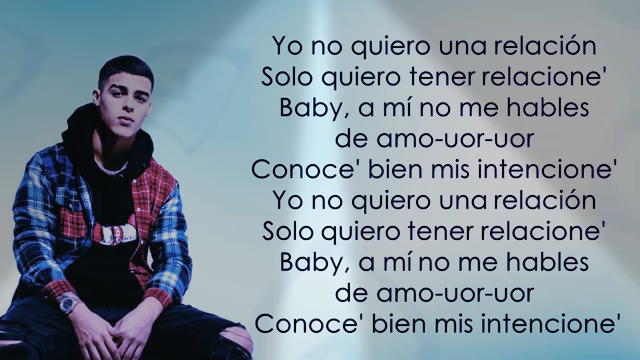 Yo no quiero una relación
Solo quiero tener relacione'
Baby, a mí no me hables
de amo-uor-uor
Conoce' bien mis intencione'
Yo no quiero una relación
Solo quiero tener relacione'
Baby, a mí no me hables
de amo-uor-uor
Conoce' bien mis intencione'